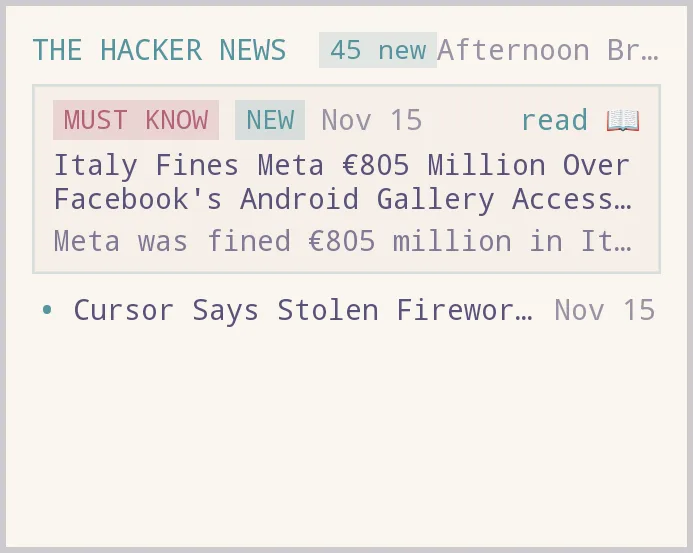 THE HACKER NEWS 45 new Afternoon Br…
MUST KNOW NEW Nov 15 read 📖
Italy Fines Meta €805 Million Over
Facebook's Android Gallery Access…
Meta was fined €805 million in It…
• Cursor Says Stolen Firewor… Nov 15